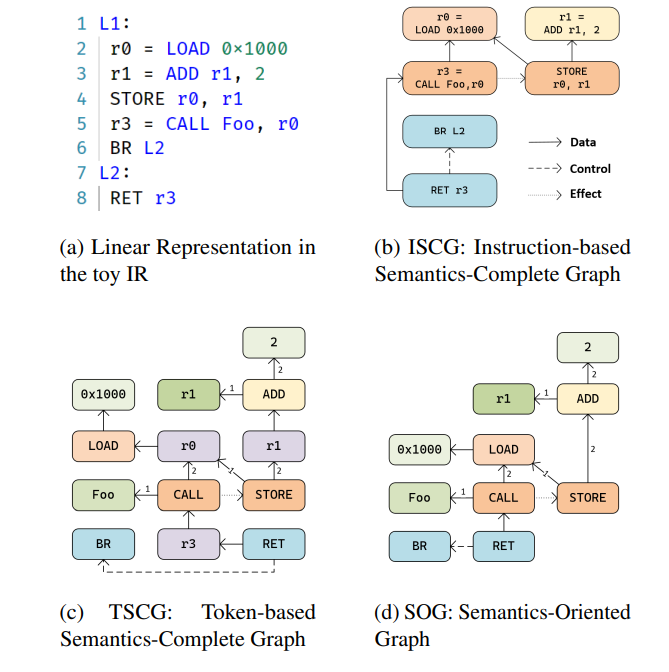 1 L1:
2 r0 = LOAD 0×1000
3 r1 = ADD r1, 2
4 STORE r0, r1
5 r3 = CALL Foo, r0
6 BR L2
7 L2:
8 RET r3
(a) Linear Representation in
the toy IR
r0 =
LOAD 0x1000
r1 =
ADD r1, 2
r3 =
CALL Foo,r0
STORE
r0, r1
BR L2
RET r3
Data
Control
Effect
(b) ISCG: Instruction-based
Semantics-Complete Graph
2
2
0x1000
r1
1
ADD
LOAD
r0
r1
2
1
2
Foo
1
CALL
STORE
BR
r3
RET
(c) TSCG: Token-based
Semantics-Complete Graph
2
2
r1
1
ADD
0x1000
LOAD
2
2
1
Foo
1
CALL
STORE
BR
RET
(d) SOG: Semantics-Oriented
Graph